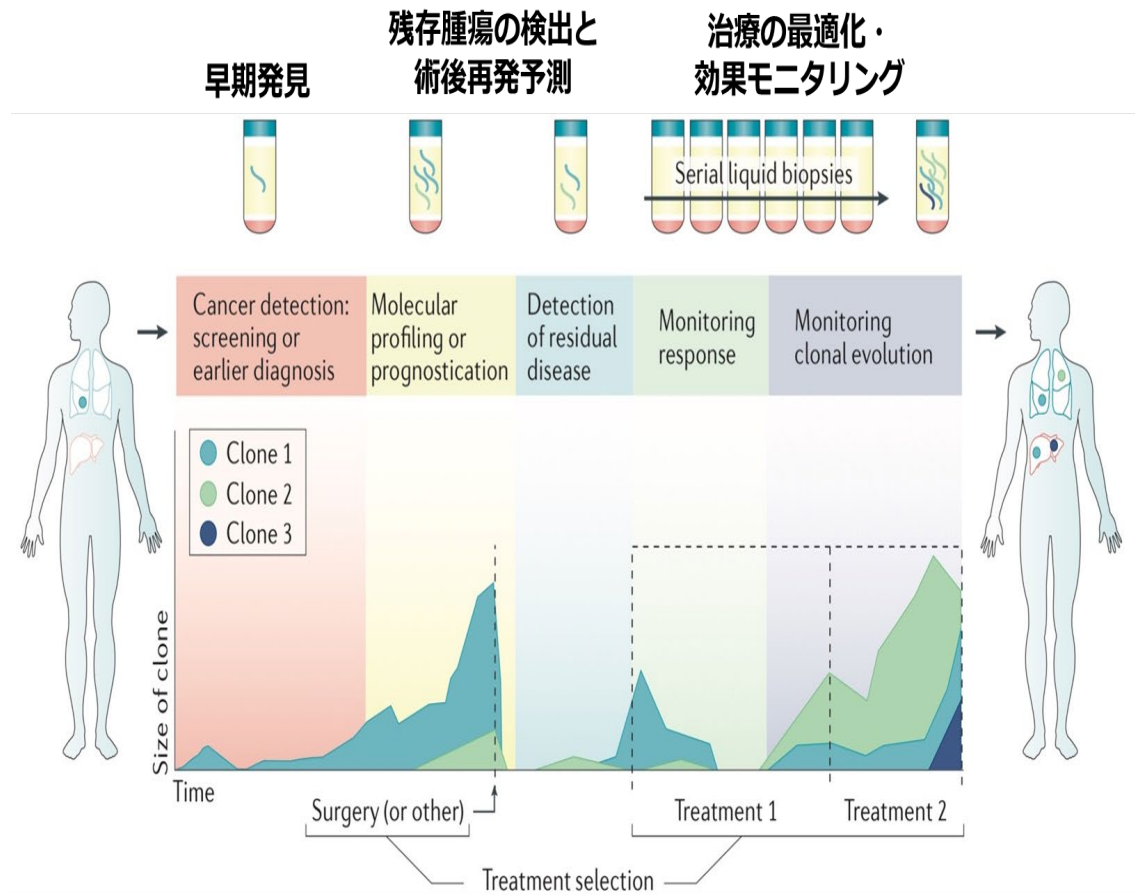 早期発見
残存腫瘍の検出と
術後再発予測
治療の最適化・
効果モニタリング
Serial liquid biopsies
Cancer detection:
screening or
earlier diagnosis
Molecular
profiling or
prognostication
Detection
of residual
disease
Monitoring
response
Monitoring
clonal evolution
Clone 1
Clone 2
Clone 3
Size of clone
Time
Surgery (or other)
Treatment 1
Treatment 2
Treatment selection